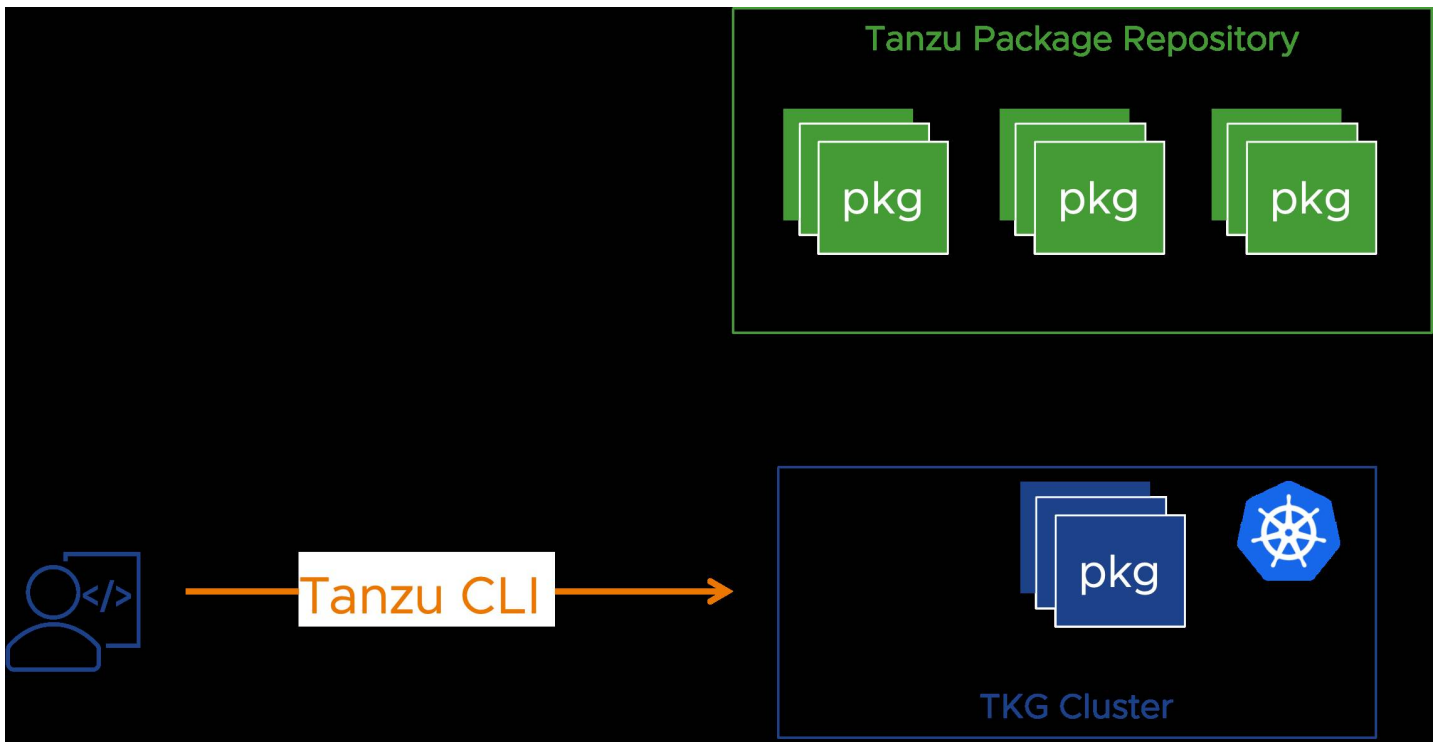 Tanzu Package Repository
pkg
pkg
pkg
</>
Tanzu CLI
pkg
TKG Cluster